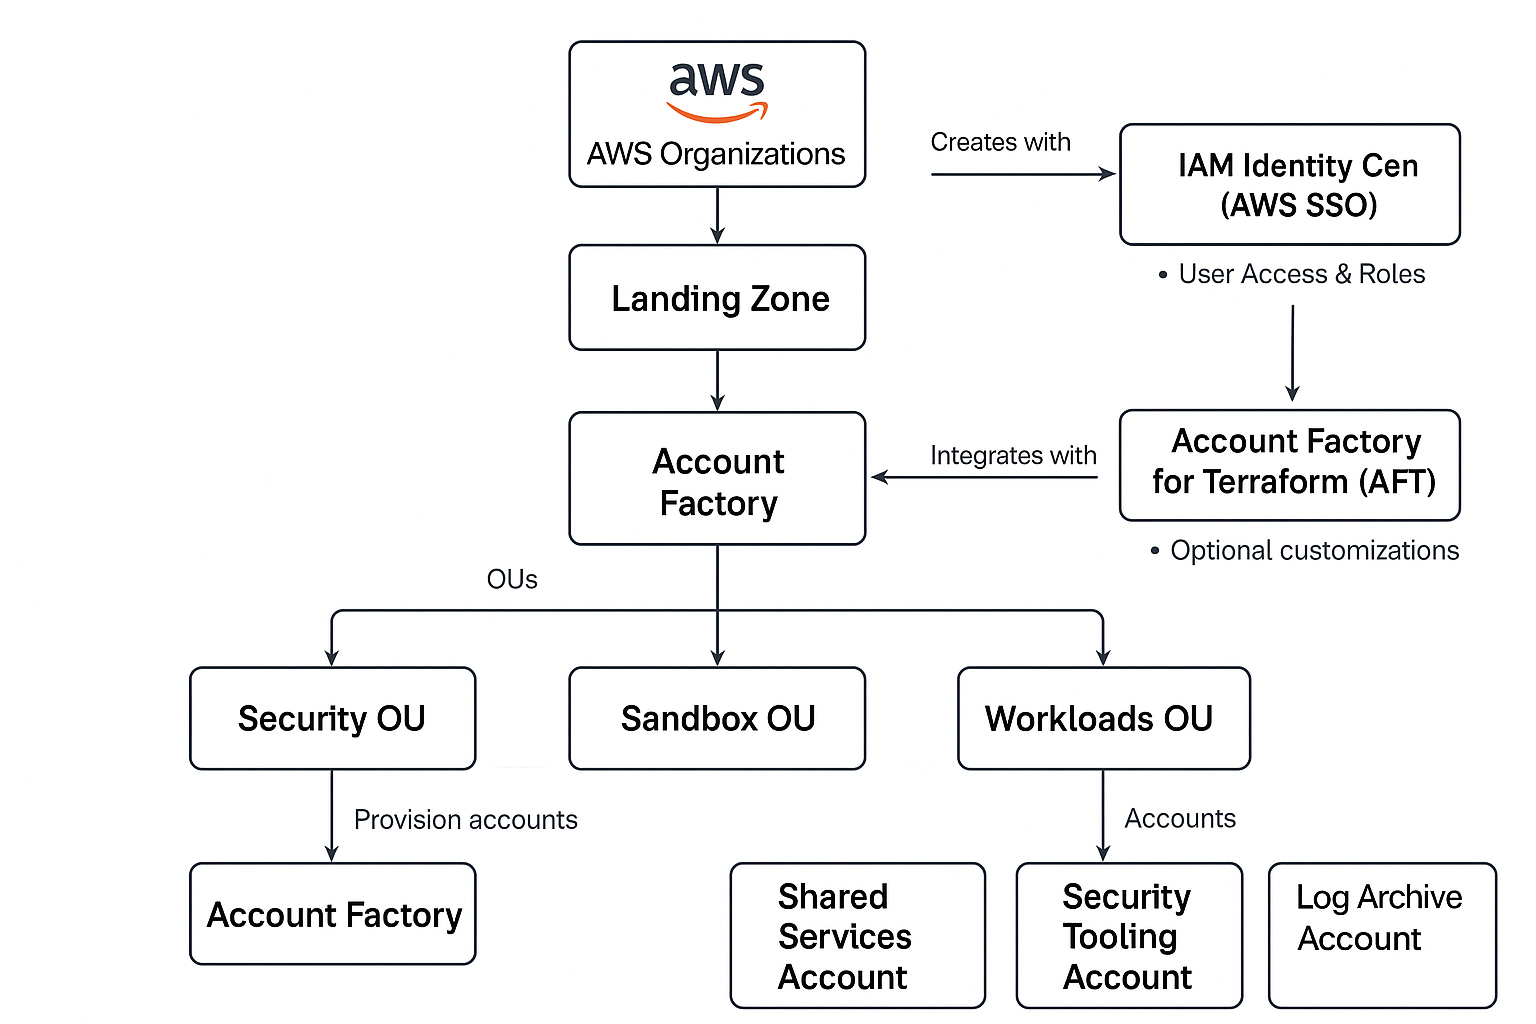 aws
AWS Organizations
Creates with
IAM Identity Cen
(AWS SSO)
• User Access & Roles
Landing Zone
Account
Factory
Integrates with
Account Factory
for Terraform (AFT)
• Optional customizations
OUs
Security OU
Sandbox OU
Workloads OU
Provision accounts
Accounts
Account Factory
Shared
Services
Account
Security
Tooling
Account
Log Archive
Account